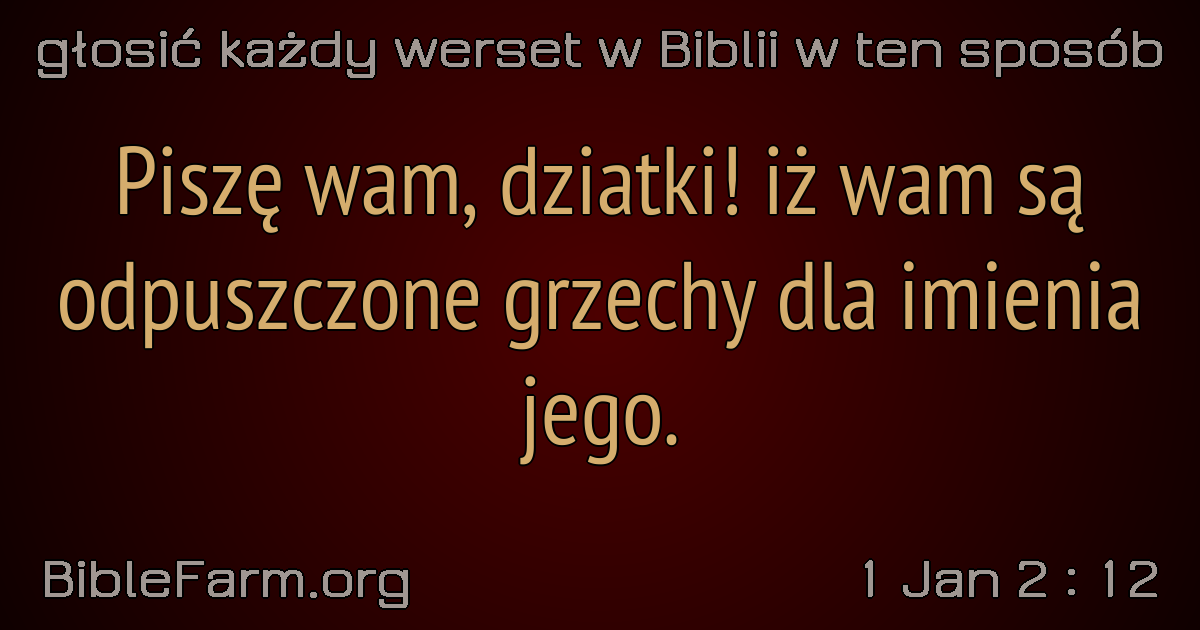 głosić każdy werset w Biblii w ten sposób
Piszę wam, dziatki! iż wam są
odpuszczone grzechy dla imienia
jego.
BibleFarm.org
1 Jan 2 : 12